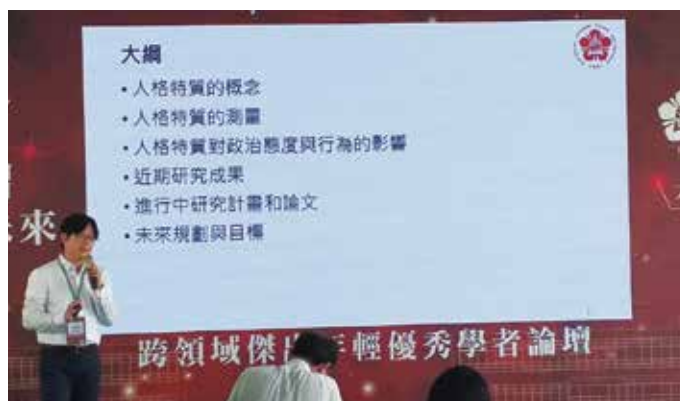 大綱
• 人格特質的概念
• 人格特質的測量
• 人格特質對政治態度與行為的影響
• 近期研究成果
• 進行中研究計畫和論文
• 未來規劃與目標
來
跨領域傑出年輕優秀學者論壇